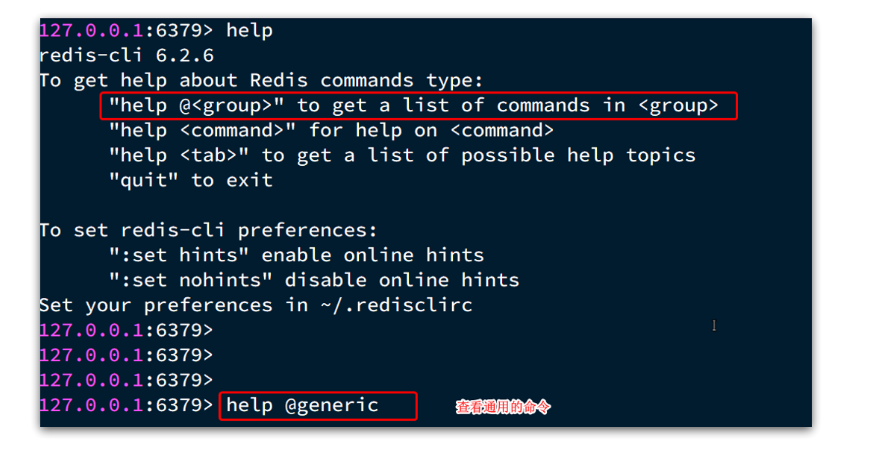 127.0.0.1:6379> help
redis-cli 6.2.6
To get help about Redis commands type:
"help @<group>" to get a list of commands in <group>
"help <command>" for help on <command>
"help <tab>" to get a list of possible help topics
"quit" to exit
To set redis-cli preferences:
":set hints" enable online hints
":set nohints" disable online hints
Set your preferences in ~/.redisclirc
127.0.0.1:6379>
127.0.0.1:6379>
127.0.0.1:6379>
127.0.0.1:6379> help @generic 查看通用的命令